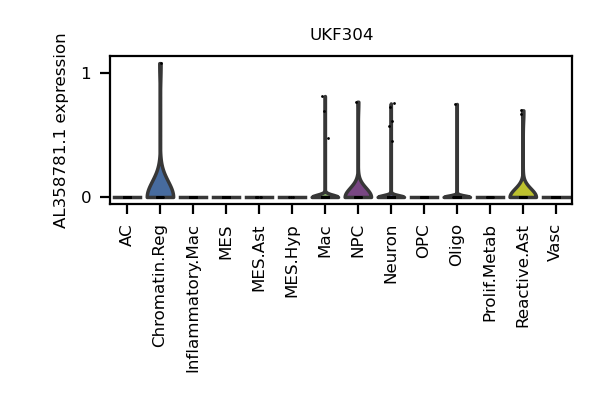 UKF304
AL358781.1 expression
1
0
AC
Chromatin.Reg
Inflammatory.Mac
MES
MES.Ast
MES.Hyp
Mac
NPC
Neuron
OPC
Oligo
Prolif.Metab
Reactive.Ast
Vasc